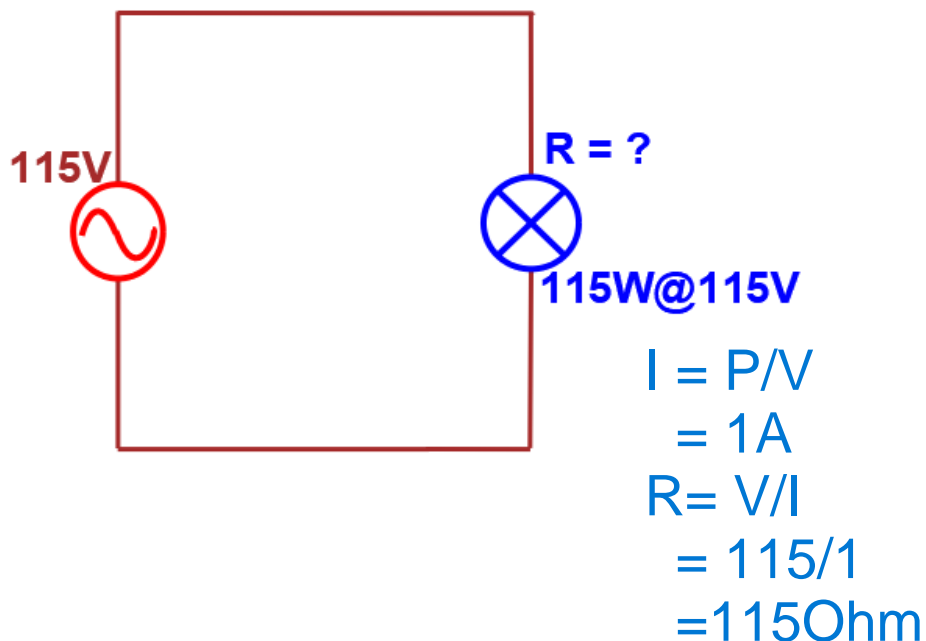 R = ?
115V
115W@115V
I = P/V
= 1A
R= V/I
= 115/1
=115Ohm